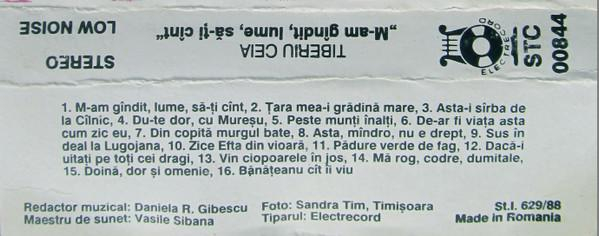 TIBERIU CEIA
„M-am gîndit, lume, să-ți cînt”
STEREO
LOW NOISE
ELECTRECORD
STC
00844
1. M-am gîndit, lume, să-ți cînt, 2. Țara mea-i grădină mare, 3. Asta-i sîrba de
la Cîlnic, 4. Du-te dor, cu Mureșu, 5. Peste munți înalți, 6. De-ar fi viața asta
cum zic eu, 7. Din copită murgul bate, 8. Asta, mîndro, nu e drept, 9. Sus în
deal la Lugojana, 10. Zice Efta din vioară, 11. Pădure verde de fag, 12. Dacă-i
uitați pe toți cei dragi, 13. Vin ciopoarele în jos, 14. Mă rog, codre, dumitale,
15. Doină, dor și omenie, 16. Bănățeanu cît îi viu
Redactor muzical: Daniela R. Gibescu
Maestru de sunet: Vasile Sibana
Foto: Sandra Tim, Timișoara
Tiparul: Electrecord
St.I. 629/88
Made in Romania